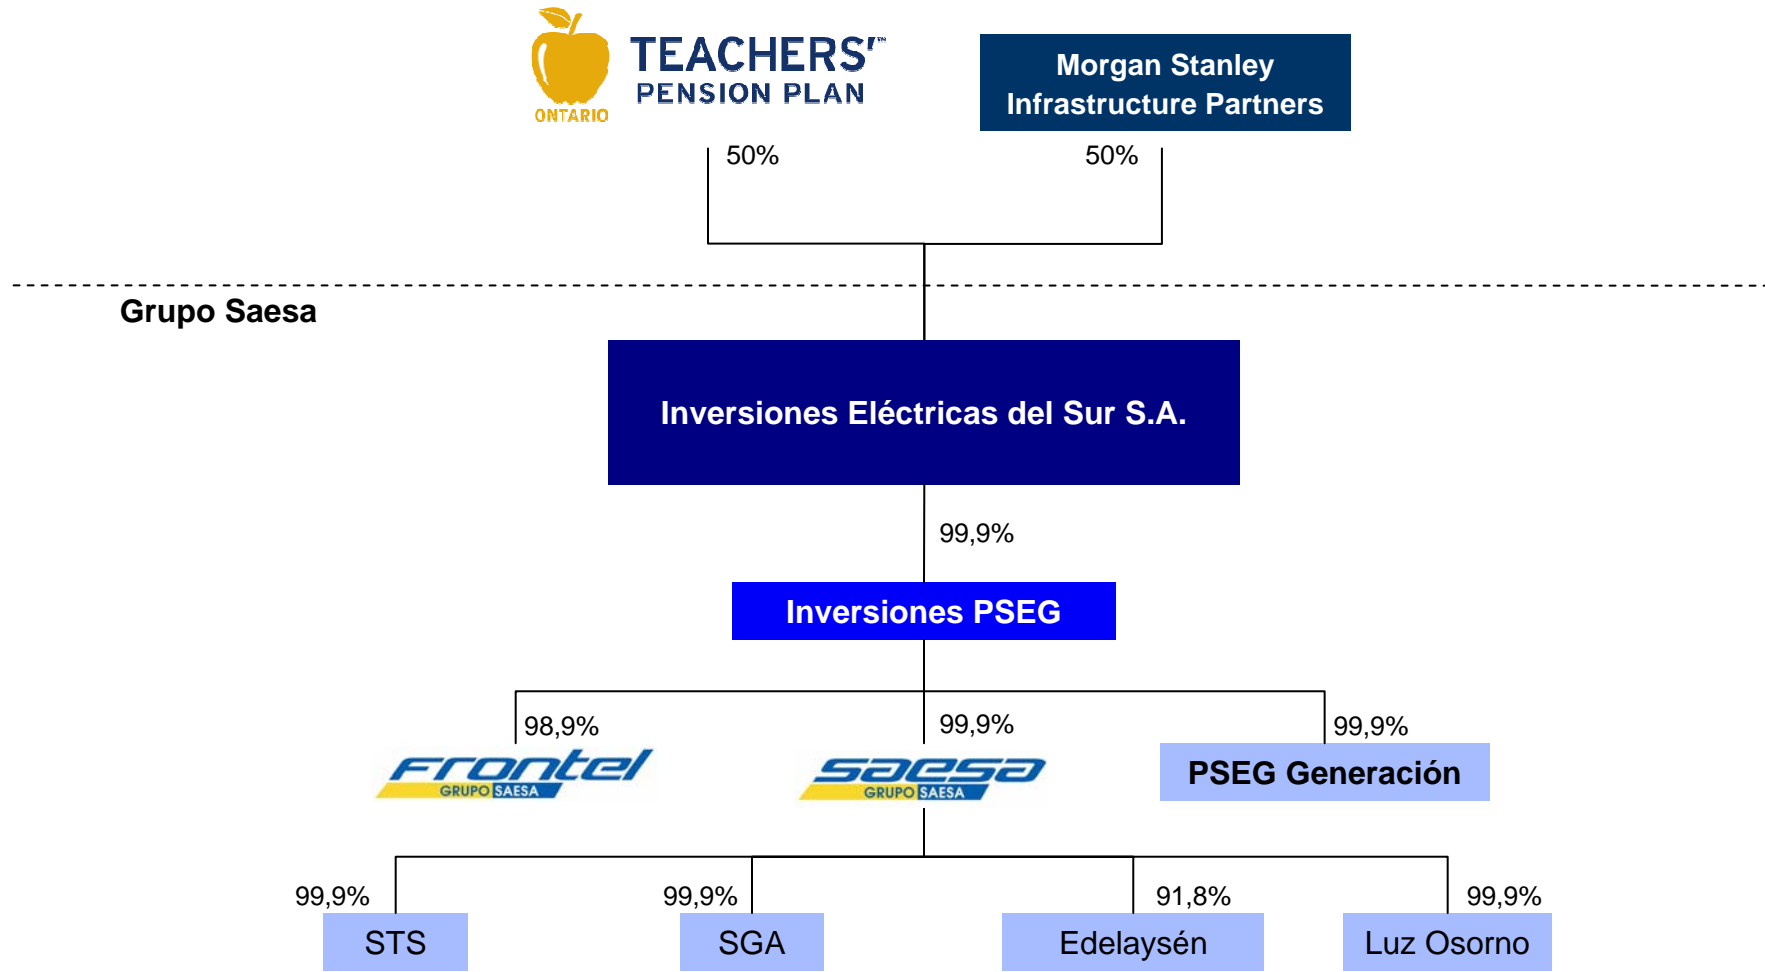 TEACHERS'™
PENSION PLAN
ONTARIO
Morgan Stanley
Infrastructure Partners
50%
50%
Grupo Saesa
Inversiones Eléctricas del Sur S.A.
99,9%
Inversiones PSEG
98,9%
99,9%
99,9%
Frontel
GRUPO SAESA
saesa
GRUPO SAESA
PSEG Generación
99,9%
99,9%
91,8%
99,9%
STS
SGA
Edelaysén
Luz Osorno